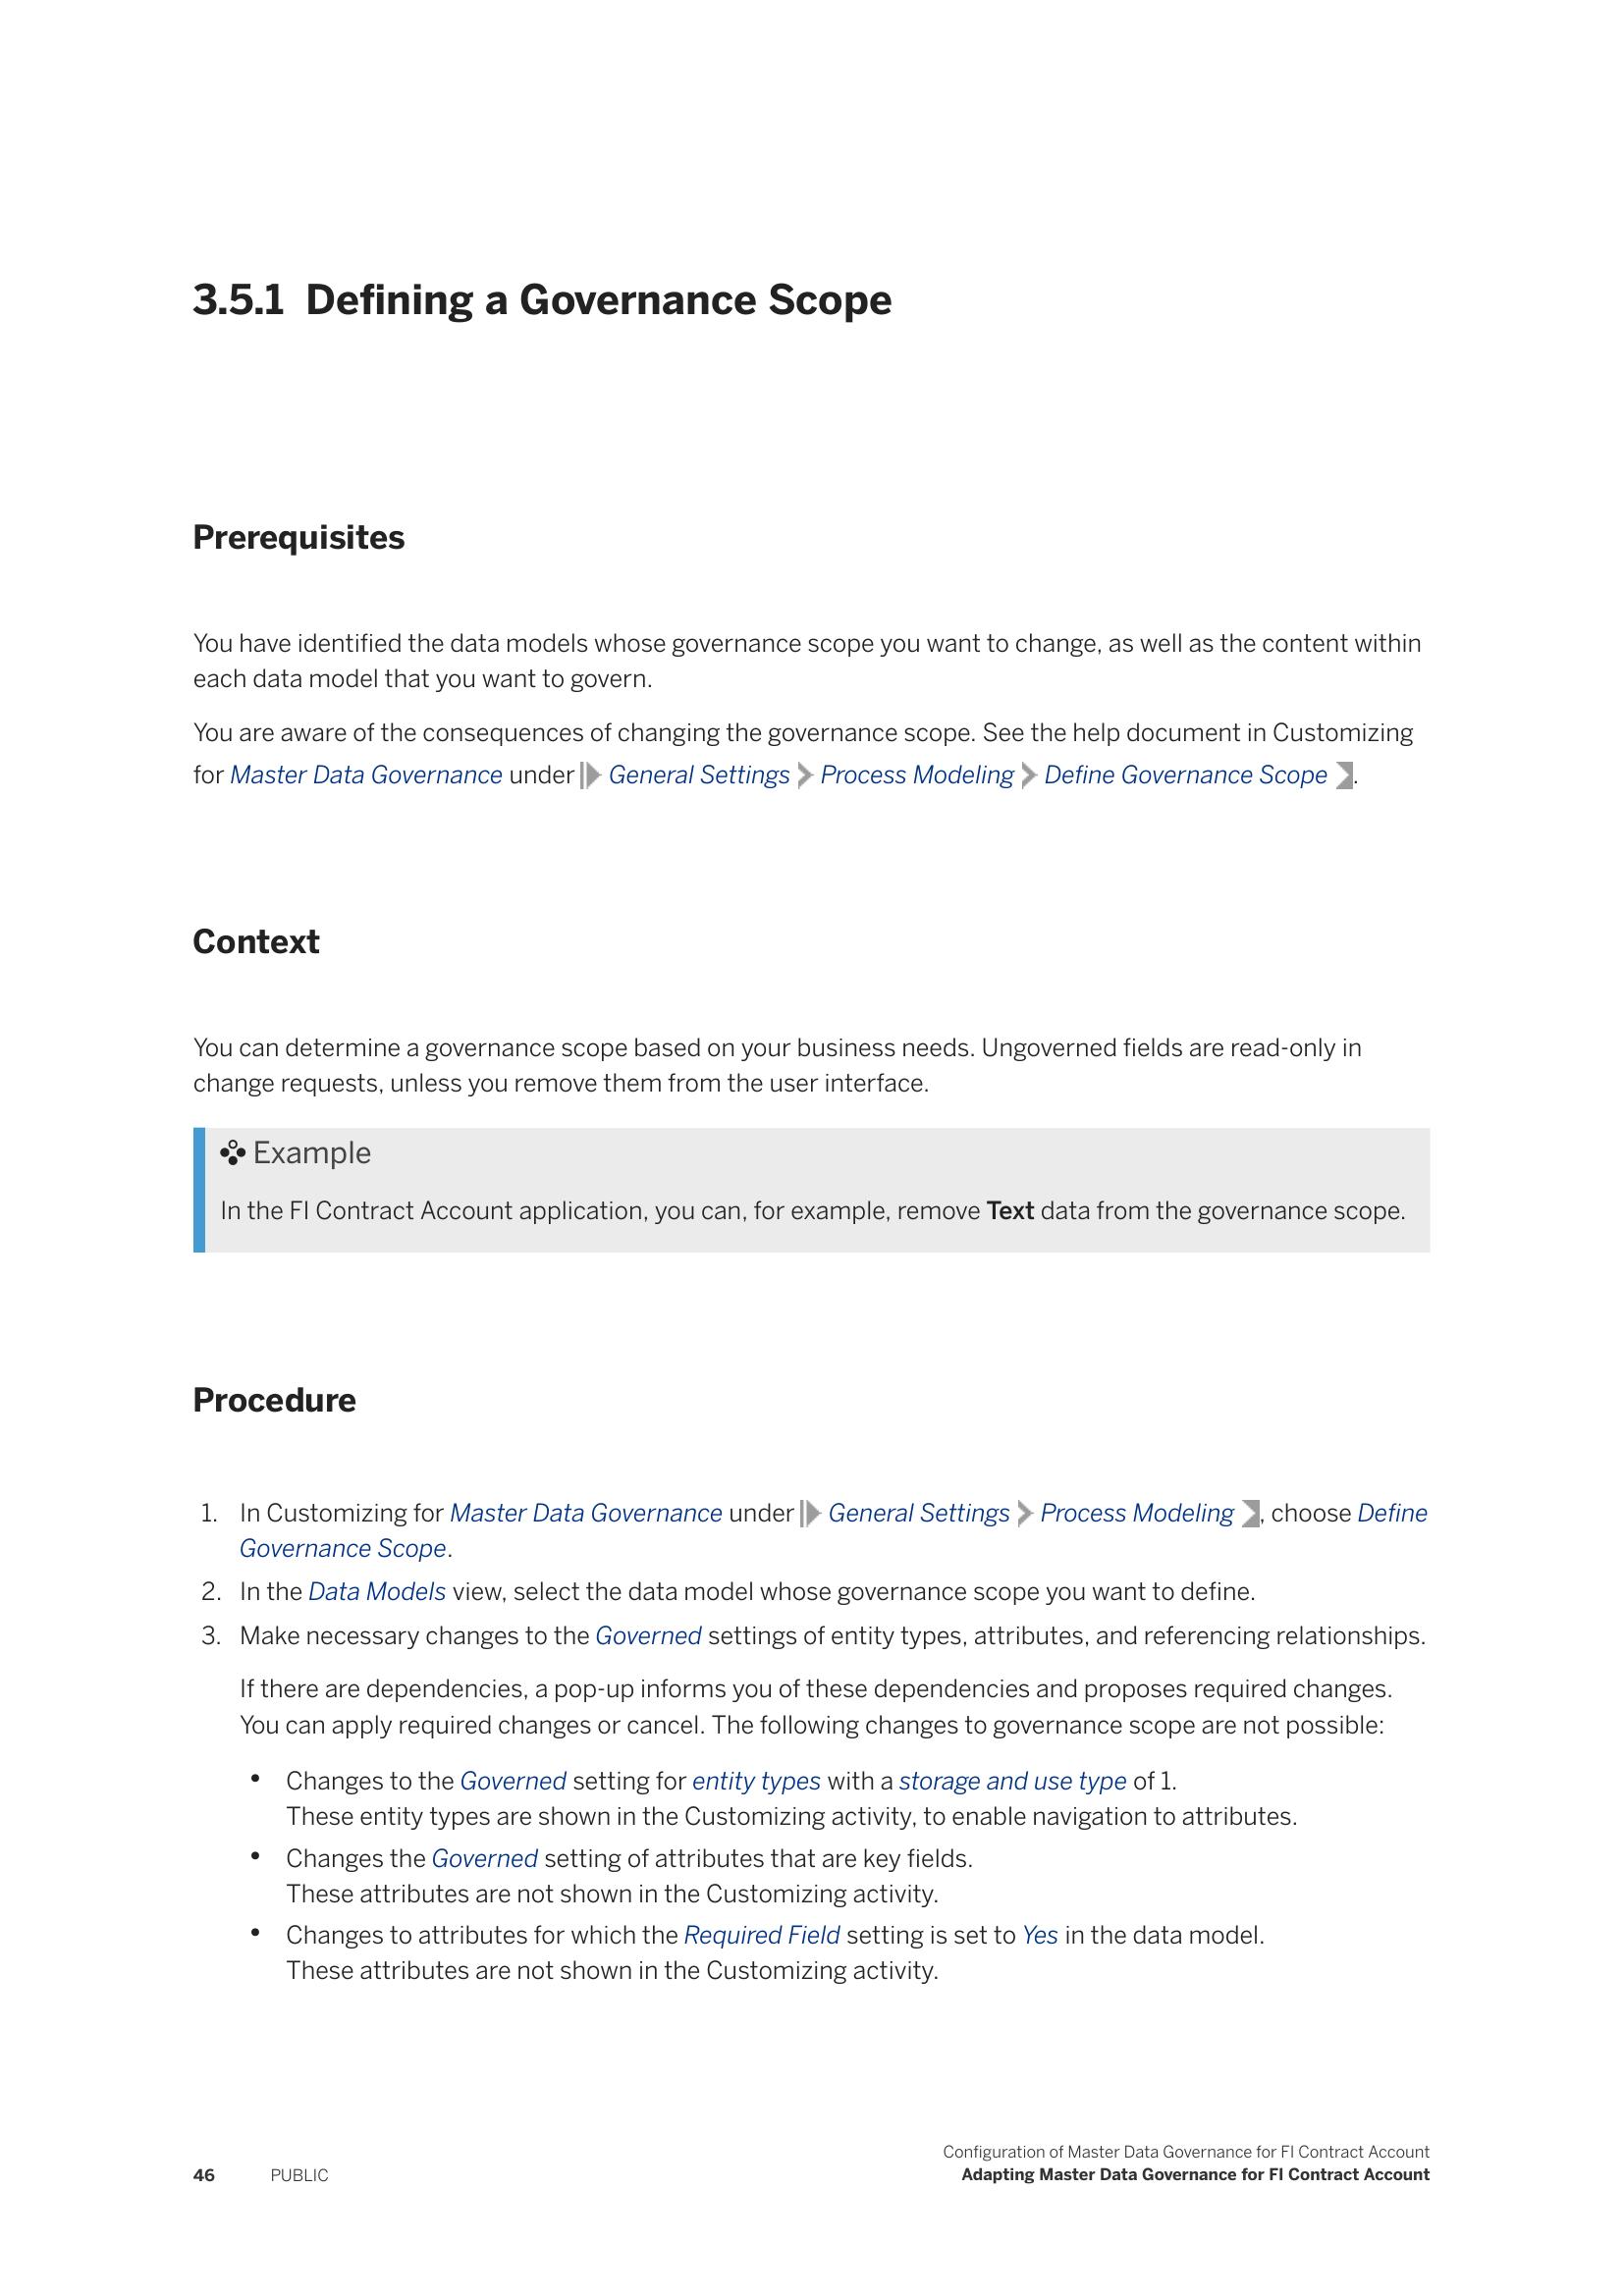 3.5.1 Defining a Governance Scope
Prerequisites
You have identified the data models whose governance scope you want to change, as well as the content within
each data model that you want to govern.
You are aware of the consequences of changing the governance scope. See the help document in Customizing
for Master Data Governance under General Settings Process Modeling Define Governance Scope .
Context
You can determine a governance scope based on your business needs. Ungoverned fields are read-only in
change requests, unless you remove them from the user interface.
Example
In the FI Contract Account application, you can, for example, remove Text data from the governance scope.
Procedure
1. In Customizing for Master Data Governance under General Settings Process Modeling , choose Define
Governance Scope.
2. In the Data Models view, select the data model whose governance scope you want to define.
3. Make necessary changes to the Governed settings of entity types, attributes, and referencing relationships.
If there are dependencies, a pop-up informs you of these dependencies and proposes required changes.
You can apply required changes or cancel. The following changes to governance scope are not possible:
• Changes to the Governed setting for entity types with a storage and use type of 1.
These entity types are shown in the Customizing activity, to enable navigation to attributes.
• Changes the Governed setting of attributes that are key fields.
These attributes are not shown in the Customizing activity.
• Changes to attributes for which the Required Field setting is set to Yes in the data model.
These attributes are not shown in the Customizing activity.
Configuration of Master Data Governance for FI Contract Account
46 PUBLIC Adapting Master Data Governance for FI Contract Account